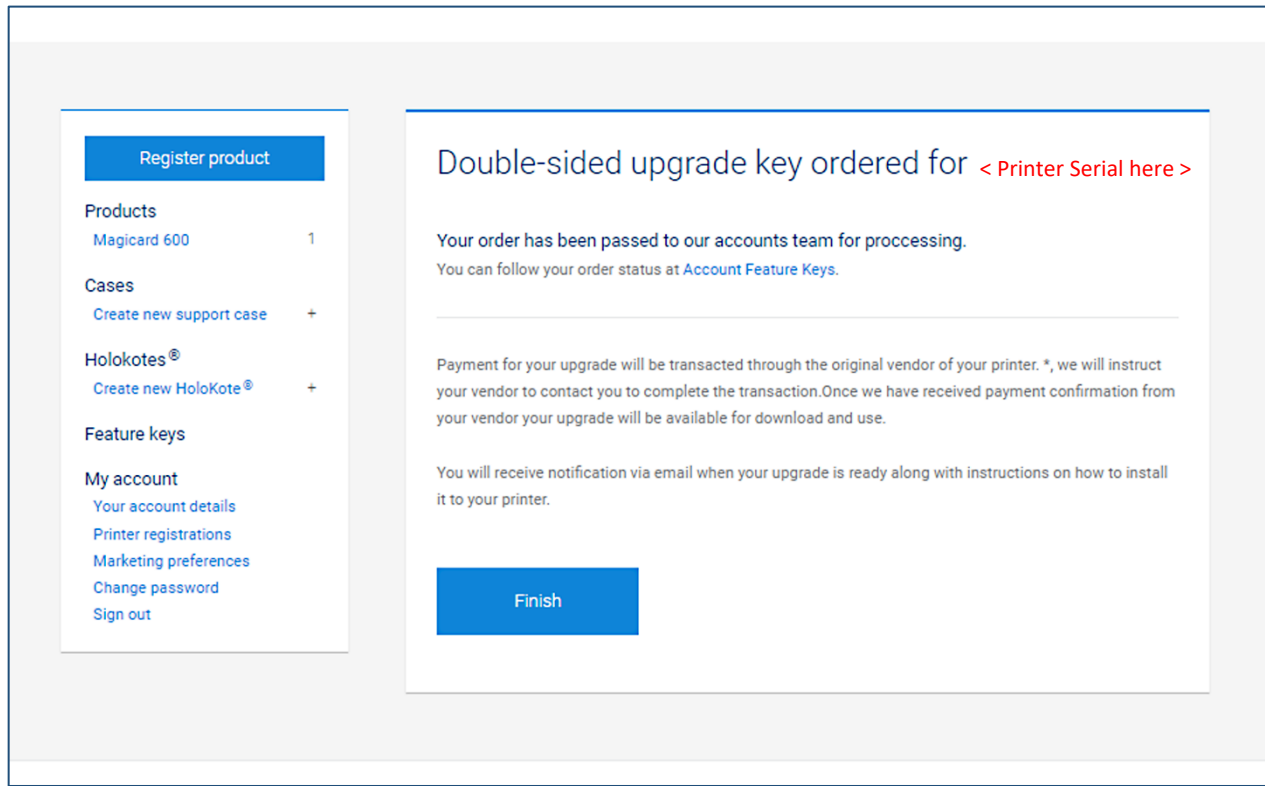 Register product
Products
Magicard 600 1
Cases
Create new support case +
Holokotes ®
Create new HoloKote ® +
Feature keys
My account
Your account details
Printer registrations
Marketing preferences
Change password
Sign out
Double-sided upgrade key ordered for < Printer Serial here >
Your order has been passed to our accounts team for proccessing.
You can follow your order status at Account Feature Keys.
Payment for your upgrade will be transacted through the original vendor of your printer. *, we will instruct
your vendor to contact you to complete the transaction.Once we have received payment confirmation from
your vendor your upgrade will be available for download and use.
You will receive notification via email when your upgrade is ready along with instructions on how to install
it to your printer.
Finish